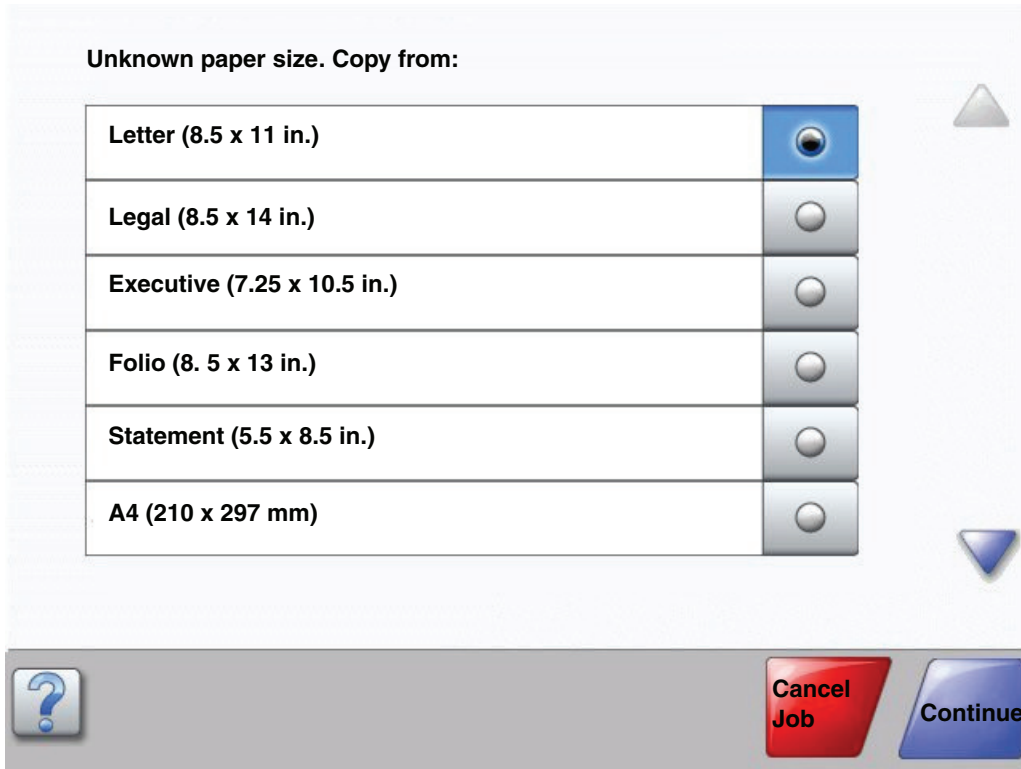 Unknown paper size. Copy from:
Letter (8.5 x 11 in.)
Legal (8.5 x 14 in.)
Executive (7.25 x 10.5 in.)
Folio (8. 5 x 13 in.)
Statement (5.5 x 8.5 in.)
A4 (210 x 297 mm)
?
Cancel
Job
Continue